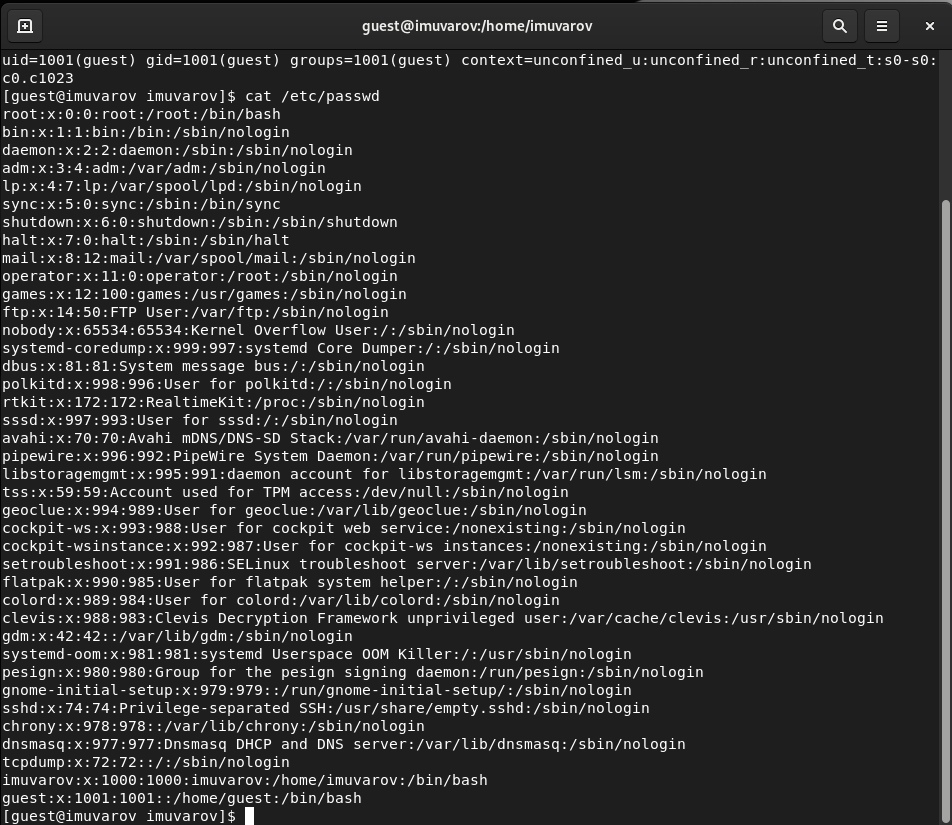 guest@imuvarov:/home/imuvarov
uid=1001(guest) gid=1001(guest) groups=1001(guest) context=unconfined_u:unconfined_r:unconfined_t:s0-s0:
c0.c1023
[guest@imuvarov imuvarov]$ cat /etc/passwd
root:x:0:0:root:/root:/bin/bash
bin:x:1:1:bin:/bin:/sbin/nologin
daemon:x:2:2:daemon:/sbin:/sbin/nologin
adm:x:3:4:adm:/var/adm:/sbin/nologin
lp:x:4:7:lp:/var/spool/lpd:/sbin/nologin
sync:x:5:0:sync:/sbin:/bin/sync
shutdown:x:6:0:shutdown:/sbin:/sbin/shutdown
halt:x:7:0:halt:/sbin:/sbin/halt
mail:x:8:12:mail:/var/spool/mail:/sbin/nologin
operator:x:11:0:operator:/root:/sbin/nologin
games:x:12:100:games:/usr/games:/sbin/nologin
ftp:x:14:50:FTP User:/var/ftp:/sbin/nologin
nobody:x:65534:65534:Kernel Overflow User:/:/sbin/nologin
systemd-coredump:x:999:997:systemd Core Dumper:/:/sbin/nologin
dbus:x:81:81:System message bus:/:/sbin/nologin
polkitd:x:998:996:User for polkitd:/:/sbin/nologin
rtkit:x:172:172:RealtimeKit:/proc:/sbin/nologin
sssd:x:997:993:User for sssd:/:/sbin/nologin
avahi:x:70:70:Avahi mDNS/DNS-SD Stack:/var/run/avahi-daemon:/sbin/nologin
pipewire:x:996:992:PipeWire System Daemon:/var/run/pipewire:/sbin/nologin
libstoragemgmt:x:995:991:daemon account for libstoragemgmt:/var/run/lsm:/sbin/nologin
tss:x:59:59:Account used for TPM access:/dev/null:/sbin/nologin
geoclue:x:994:989:User for geoclue:/var/lib/geoclue:/sbin/nologin
cockpit-ws:x:993:988:User for cockpit web service:/nonexisting:/sbin/nologin
cockpit-wsinstance:x:992:987:User for cockpit-ws instances:/nonexisting:/sbin/nologin
setroubleshoot:x:991:986:SELinux troubleshoot server:/var/lib/setroubleshoot:/sbin/nologin
flatpak:x:990:985:User for flatpak system helper:/:/sbin/nologin
colord:x:989:984:User for colord:/var/lib/colord:/sbin/nologin
clevis:x:988:983:Clevis Decryption Framework unprivileged user:/var/cache/clevis:/usr/sbin/nologin
gdm:x:42:42::/var/lib/gdm:/sbin/nologin
systemd-oom:x:981:981:systemd Userspace OOM Killer:/:/usr/sbin/nologin
pesign:x:980:980:Group for the pesign signing daemon:/run/pesign:/sbin/nologin
gnome-initial-setup:x:979:979::/run/gnome-initial-setup/:/sbin/nologin
sshd:x:74:74:Privilege-separated SSH:/usr/share/empty.sshd:/sbin/nologin
chrony:x:978:978::/var/lib/chrony:/sbin/nologin
dnsmasq:x:977:977:Dnsmasq DHCP and DNS server:/var/lib/dnsmasq:/sbin/nologin
tcpdump:x:72:72::/:/sbin/nologin
imuvarov:x:1000:1000:imuvarov:/home/imuvarov:/bin/bash
guest:x:1001:1001::/home/guest:/bin/bash
[guest@imuvarov imuvarov]$